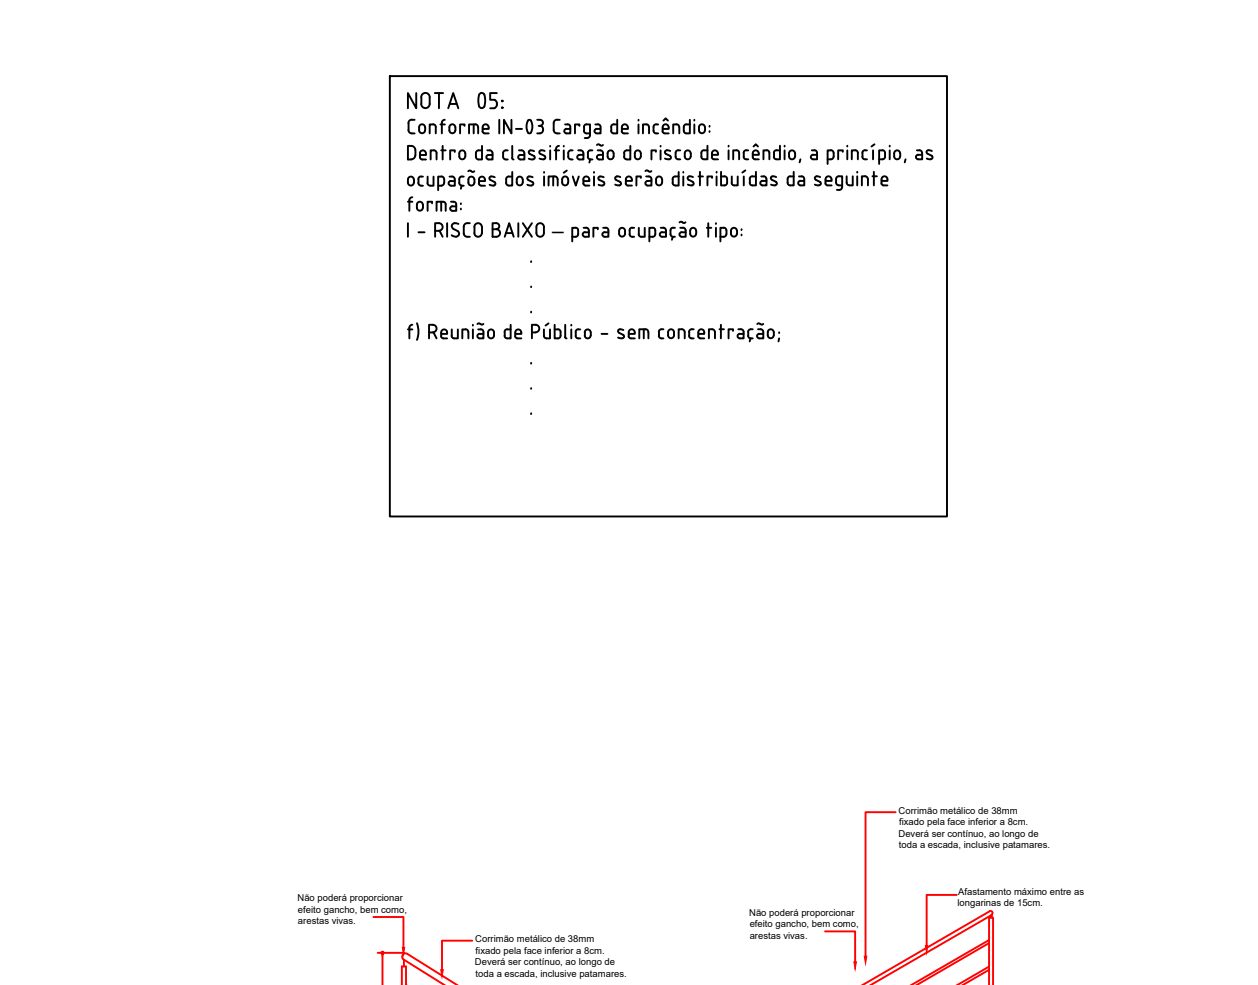 NOTA 05:
Conforme IN-03 Carga de incêndio:
Dentro da classificação do risco de incêndio, a princípio, as
ocupações dos imóveis serão distribuídas da seguinte
forma:
I - RISCO BAIXO – para ocupação tipo:
.
.
.
f) Reunião de Público - sem concentração;
.
.
.
Corrimão metálico de 38mm
fixado pela face inferior a 8cm.
Deverá ser contínuo, ao longo de
toda a escada, inclusive patamares.
Afastamento máximo entre as
longarinas de 15cm.
Não poderá proporcionar
efeito gancho, bem como,
arestas vivas.
Não poderá proporcionar
efeito gancho, bem como,
arestas vivas.
Corrimão metálico de 38mm
fixado pela face inferior a 8cm.
Deverá ser contínuo, ao longo de
toda a escada, inclusive patamares.